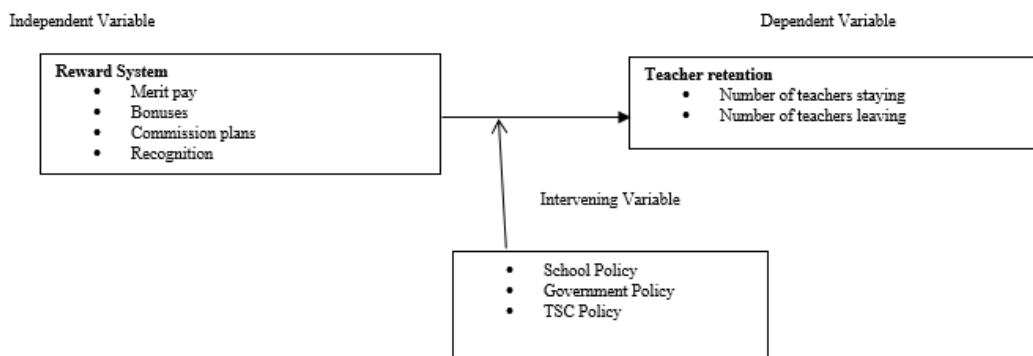 Independent Variable
Dependent Variable
Reward System
• Merit pay
• Bonuses
• Commission plans
• Recognition
Teacher retention
• Number of teachers staying
• Number of teachers leaving
Intervening Variable
• School Policy
• Government Policy
• TSC Policy